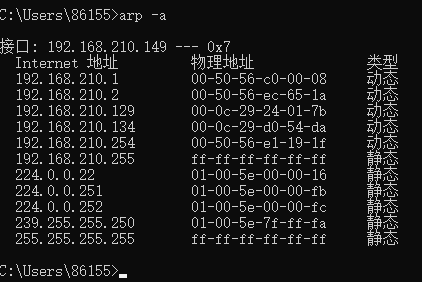 C:\Users\86155>arp -a
接口: 192.168.210.149 --- 0x7
Internet 地址 物理地址 类型
192.168.210.1 00-50-56-c0-00-08 动态
192.168.210.2 00-50-56-ec-65-1a 动态
192.168.210.129 00-0c-29-24-01-7b 动态
192.168.210.134 00-0c-29-d0-54-da 动态
192.168.210.254 00-50-56-e1-19-1f 动态
192.168.210.255 ff-ff-ff-ff-ff-ff 静态
224.0.0.22 01-00-5e-00-00-16 静态
224.0.0.251 01-00-5e-00-00-fb 静态
224.0.0.252 01-00-5e-00-00-fc 静态
239.255.255.250 01-00-5e-7f-ff-fa 静态
255.255.255.255 ff-ff-ff-ff-ff-ff 静态
C:\Users\86155>